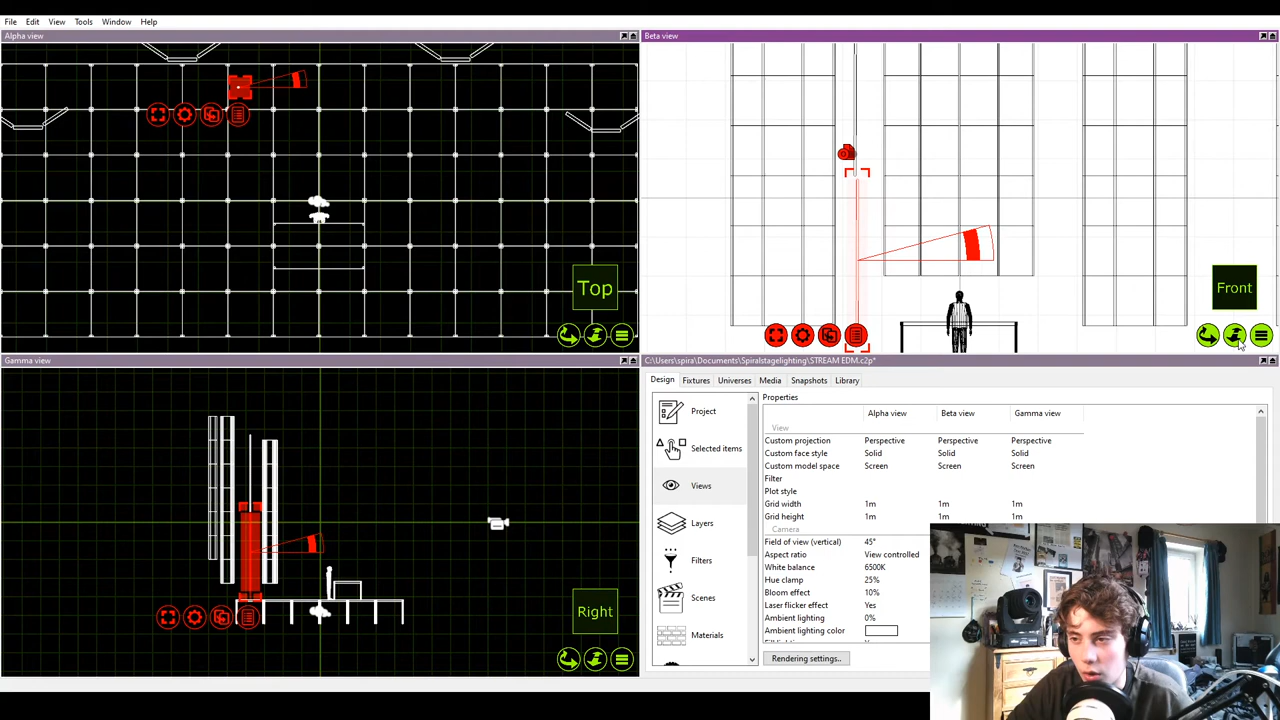 File Edit View Tools Window Help
Alpha view
Beta view
Top
Front
Gamma view
Right
C:\Users\spira\Documents\Spiralstagelighting\STREAM EDM.c2p*
Design Fixtures Universes Media Snapshots Library
Project
Selected items
Views
Layers
Filters
Scenes
Materials
Properties
Alpha view Beta view Gamma view
View
Custom projection Perspective Perspective Perspective
Custom face style Solid Solid Solid
Custom model space Screen Screen Screen
Filter
Plot style
Grid width 1m 1m 1m
Grid height 1m 1m 1m
Camera
Field of view (vertical) 45°
Aspect ratio View controlled
White balance 6500K
Hue clamp 25%
Bloom effect 10%
Laser flicker effect Yes
Ambient lighting 0%
Ambient lighting color
Rendering settings..